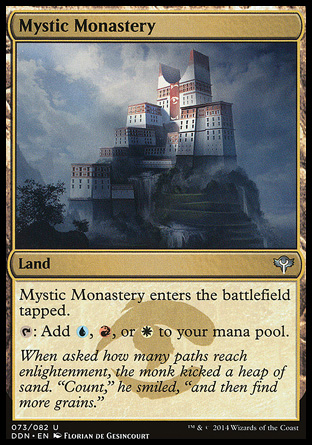 Mystic Monastery
Land
Mystic Monastery enters the battlefield
tapped.
: Add , , or to your mana pool.
When asked how many paths reach
enlightenment, the monk kicked a heap of
sand. “Count,” he smiled, “and then find
more grains.”
073/082 U
DDN • EN Florian de Gesincourt
™ & © 2014 Wizards of the Coast